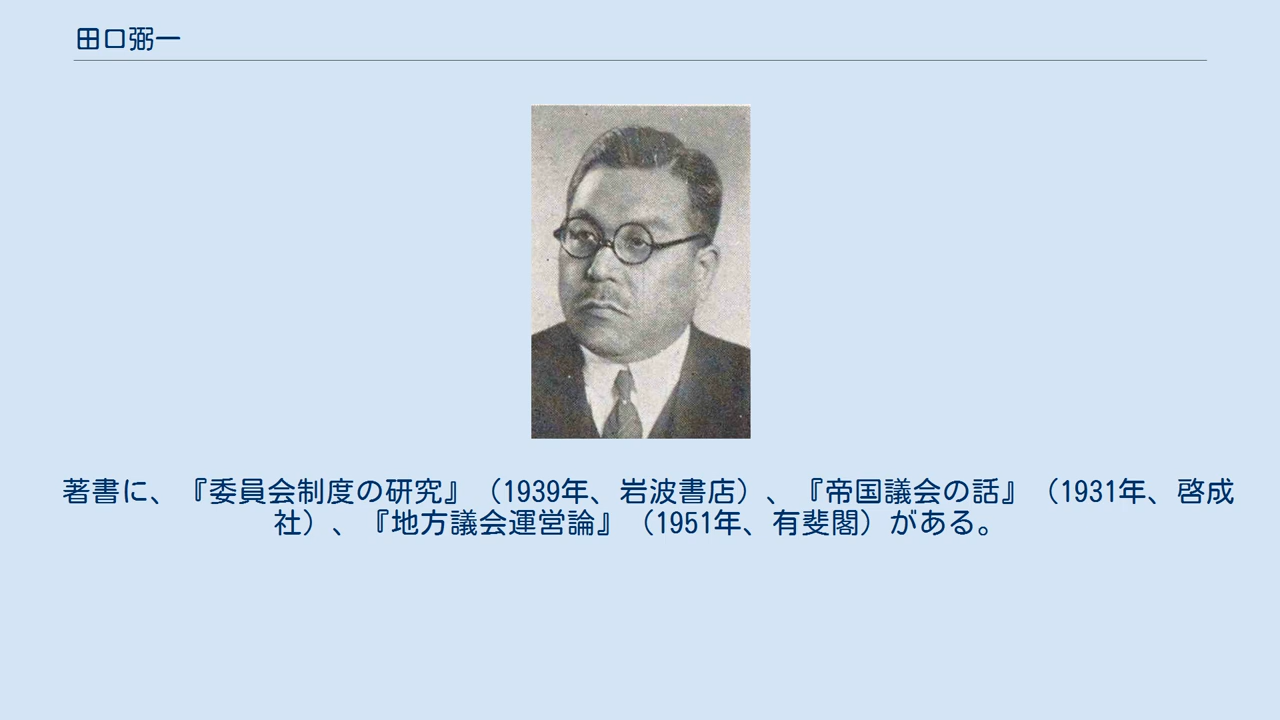 田口弼一
著書に、『委員会制度の研究』（1939年、岩波書店）、『帝国議会の話』（1931年、啓成
社）、『地方議会運営論』（1951年、有斐閣）がある。